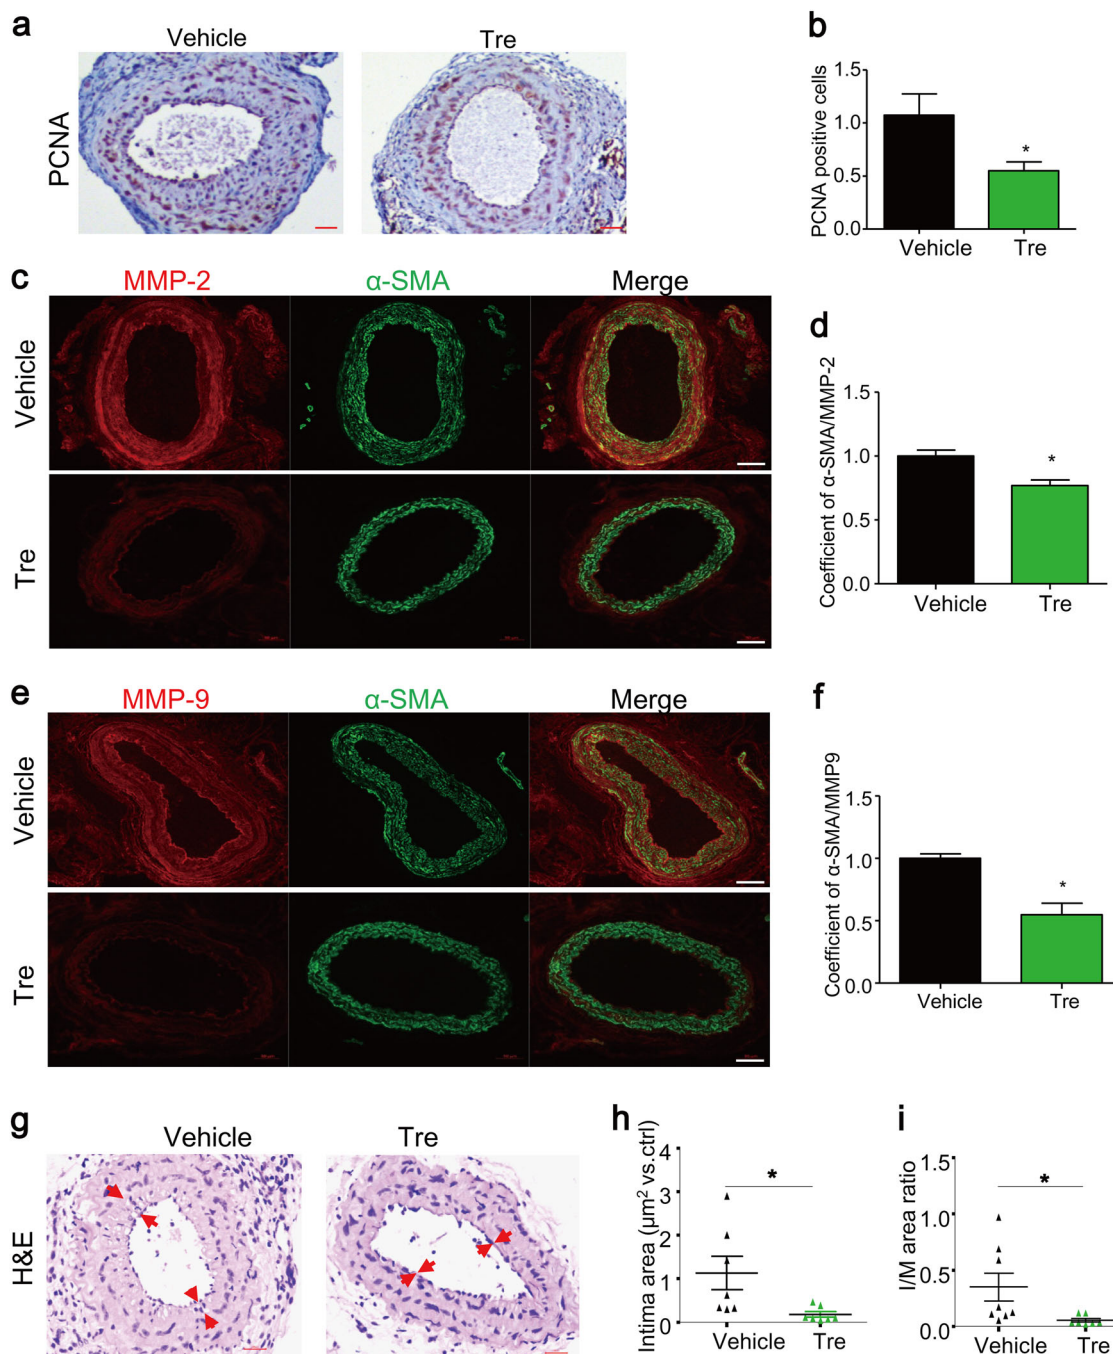 a
Vehicle
Tre
PCNA
b
PCNA positive cells
1.5
1.0
0.5
0.0
*
Vehicle
Tre
c
MMP-2
α-SMA
Merge
Vehicle
Tre
d
Coefficient of α-SMA/MMP-2
1.5
1.0
0.5
0.0
*
Vehicle
Tre
e
MMP-9
α-SMA
Merge
Vehicle
Tre
f
Coefficient of α-SMA/MMP9
1.5
1.0
0.5
0.0
*
Vehicle
Tre
g
Vehicle
Tre
H&E
h
Intima area (μm² vs.ctrl)
4
3
2
1
0
*
Vehicle
Tre
i
I/M area ratio
1.5
1.0
0.5
0.0
*
Vehicle
Tre